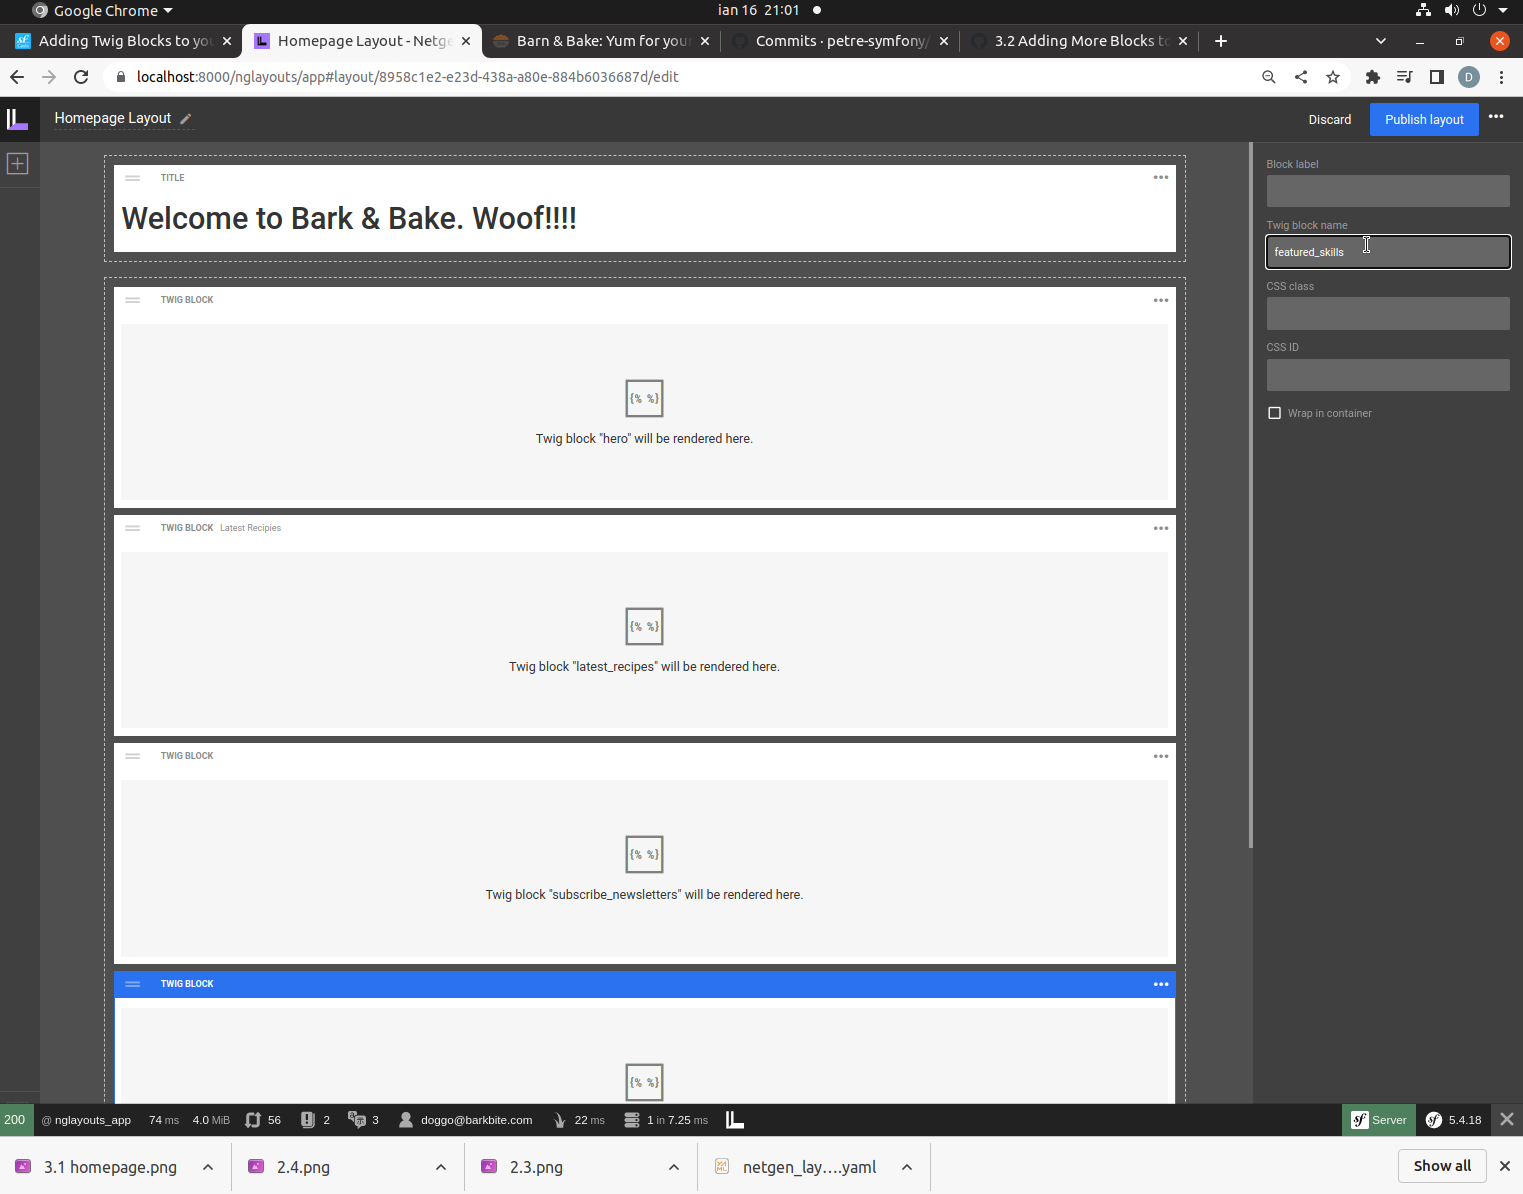 Google Chrome
ian 16 21:01
Adding Twig Blocks to yo
Homepage Layout - Netge
Barn & Bake: Yum for your
Commits · petre-symfony/
3.2 Adding More Blocks to
localhost:8000/nglayouts/app#layout/8958c1e2-e23d-438a-a80e-884b6036687d/edit
D
Homepage Layout
Discard
Publish layout
TITLE
Welcome to Bark & Bake. Woof!!!!
Block label
Twig block name
featured_skills
CSS class
CSS ID
Wrap in container
TWIG BLOCK
{% %}
Twig block "hero" will be rendered here.
TWIG BLOCK Latest Recipies
{% %}
Twig block "latest_recipes" will be rendered here.
TWIG BLOCK
{% %}
Twig block "subscribe_newsletters" will be rendered here.
TWIG BLOCK
{% %}
200 @ nglayouts_app 74 ms 4.0 MiB 56 2 3 doggo@barkbite.com 22 ms 1 in 7.25 ms Server 5.4.18
3.1 homepage.png
2.4.png
2.3.png
netgen_lay....yaml
Show all